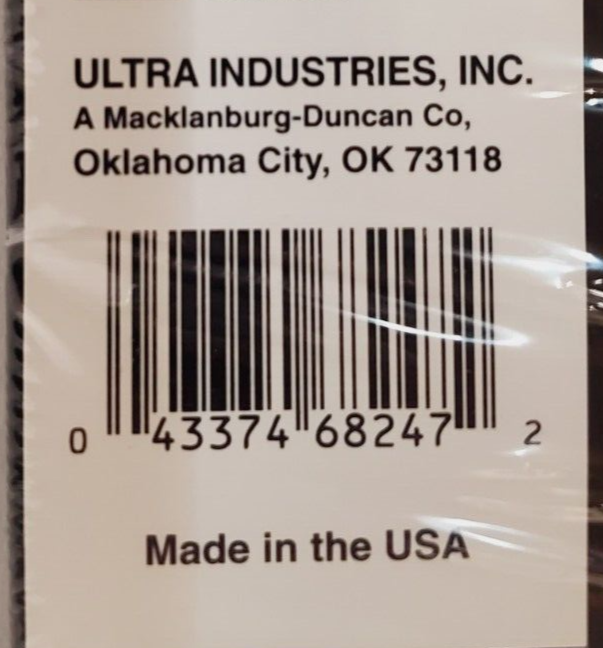 ULTRA INDUSTRIES, INC.
A Macklanburg-Duncan Co,
Oklahoma City, OK 73118
0 43374 68247 2
Made in the USA